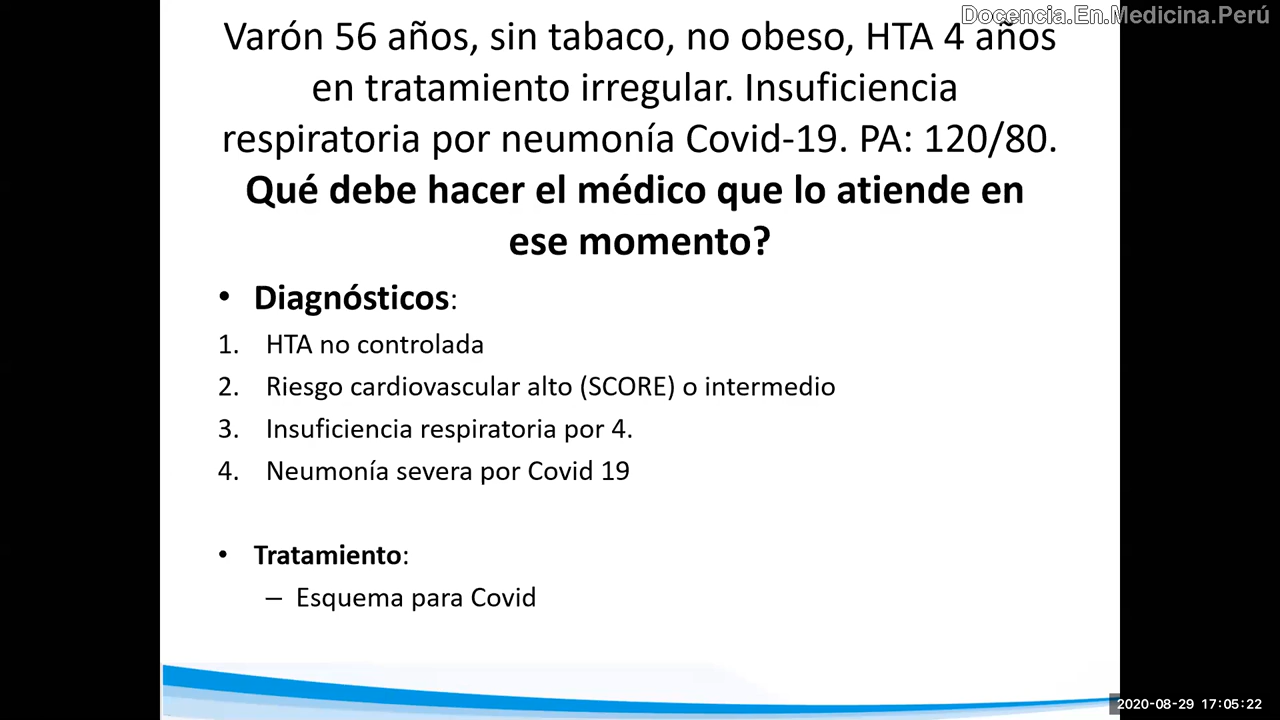 Docencia.En.Medicina.Perú
Varón 56 años, sin tabaco, no obeso, HTA 4 años
en tratamiento irregular. Insuficiencia
respiratoria por neumonía Covid-19. PA: 120/80.
Qué debe hacer el médico que lo atiende en
ese momento?
• Diagnósticos:
1. HTA no controlada
2. Riesgo cardiovascular alto (SCORE) o intermedio
3. Insuficiencia respiratoria por 4.
4. Neumonía severa por Covid 19
• Tratamiento:
– Esquema para Covid
2020-08-29 17:05:22